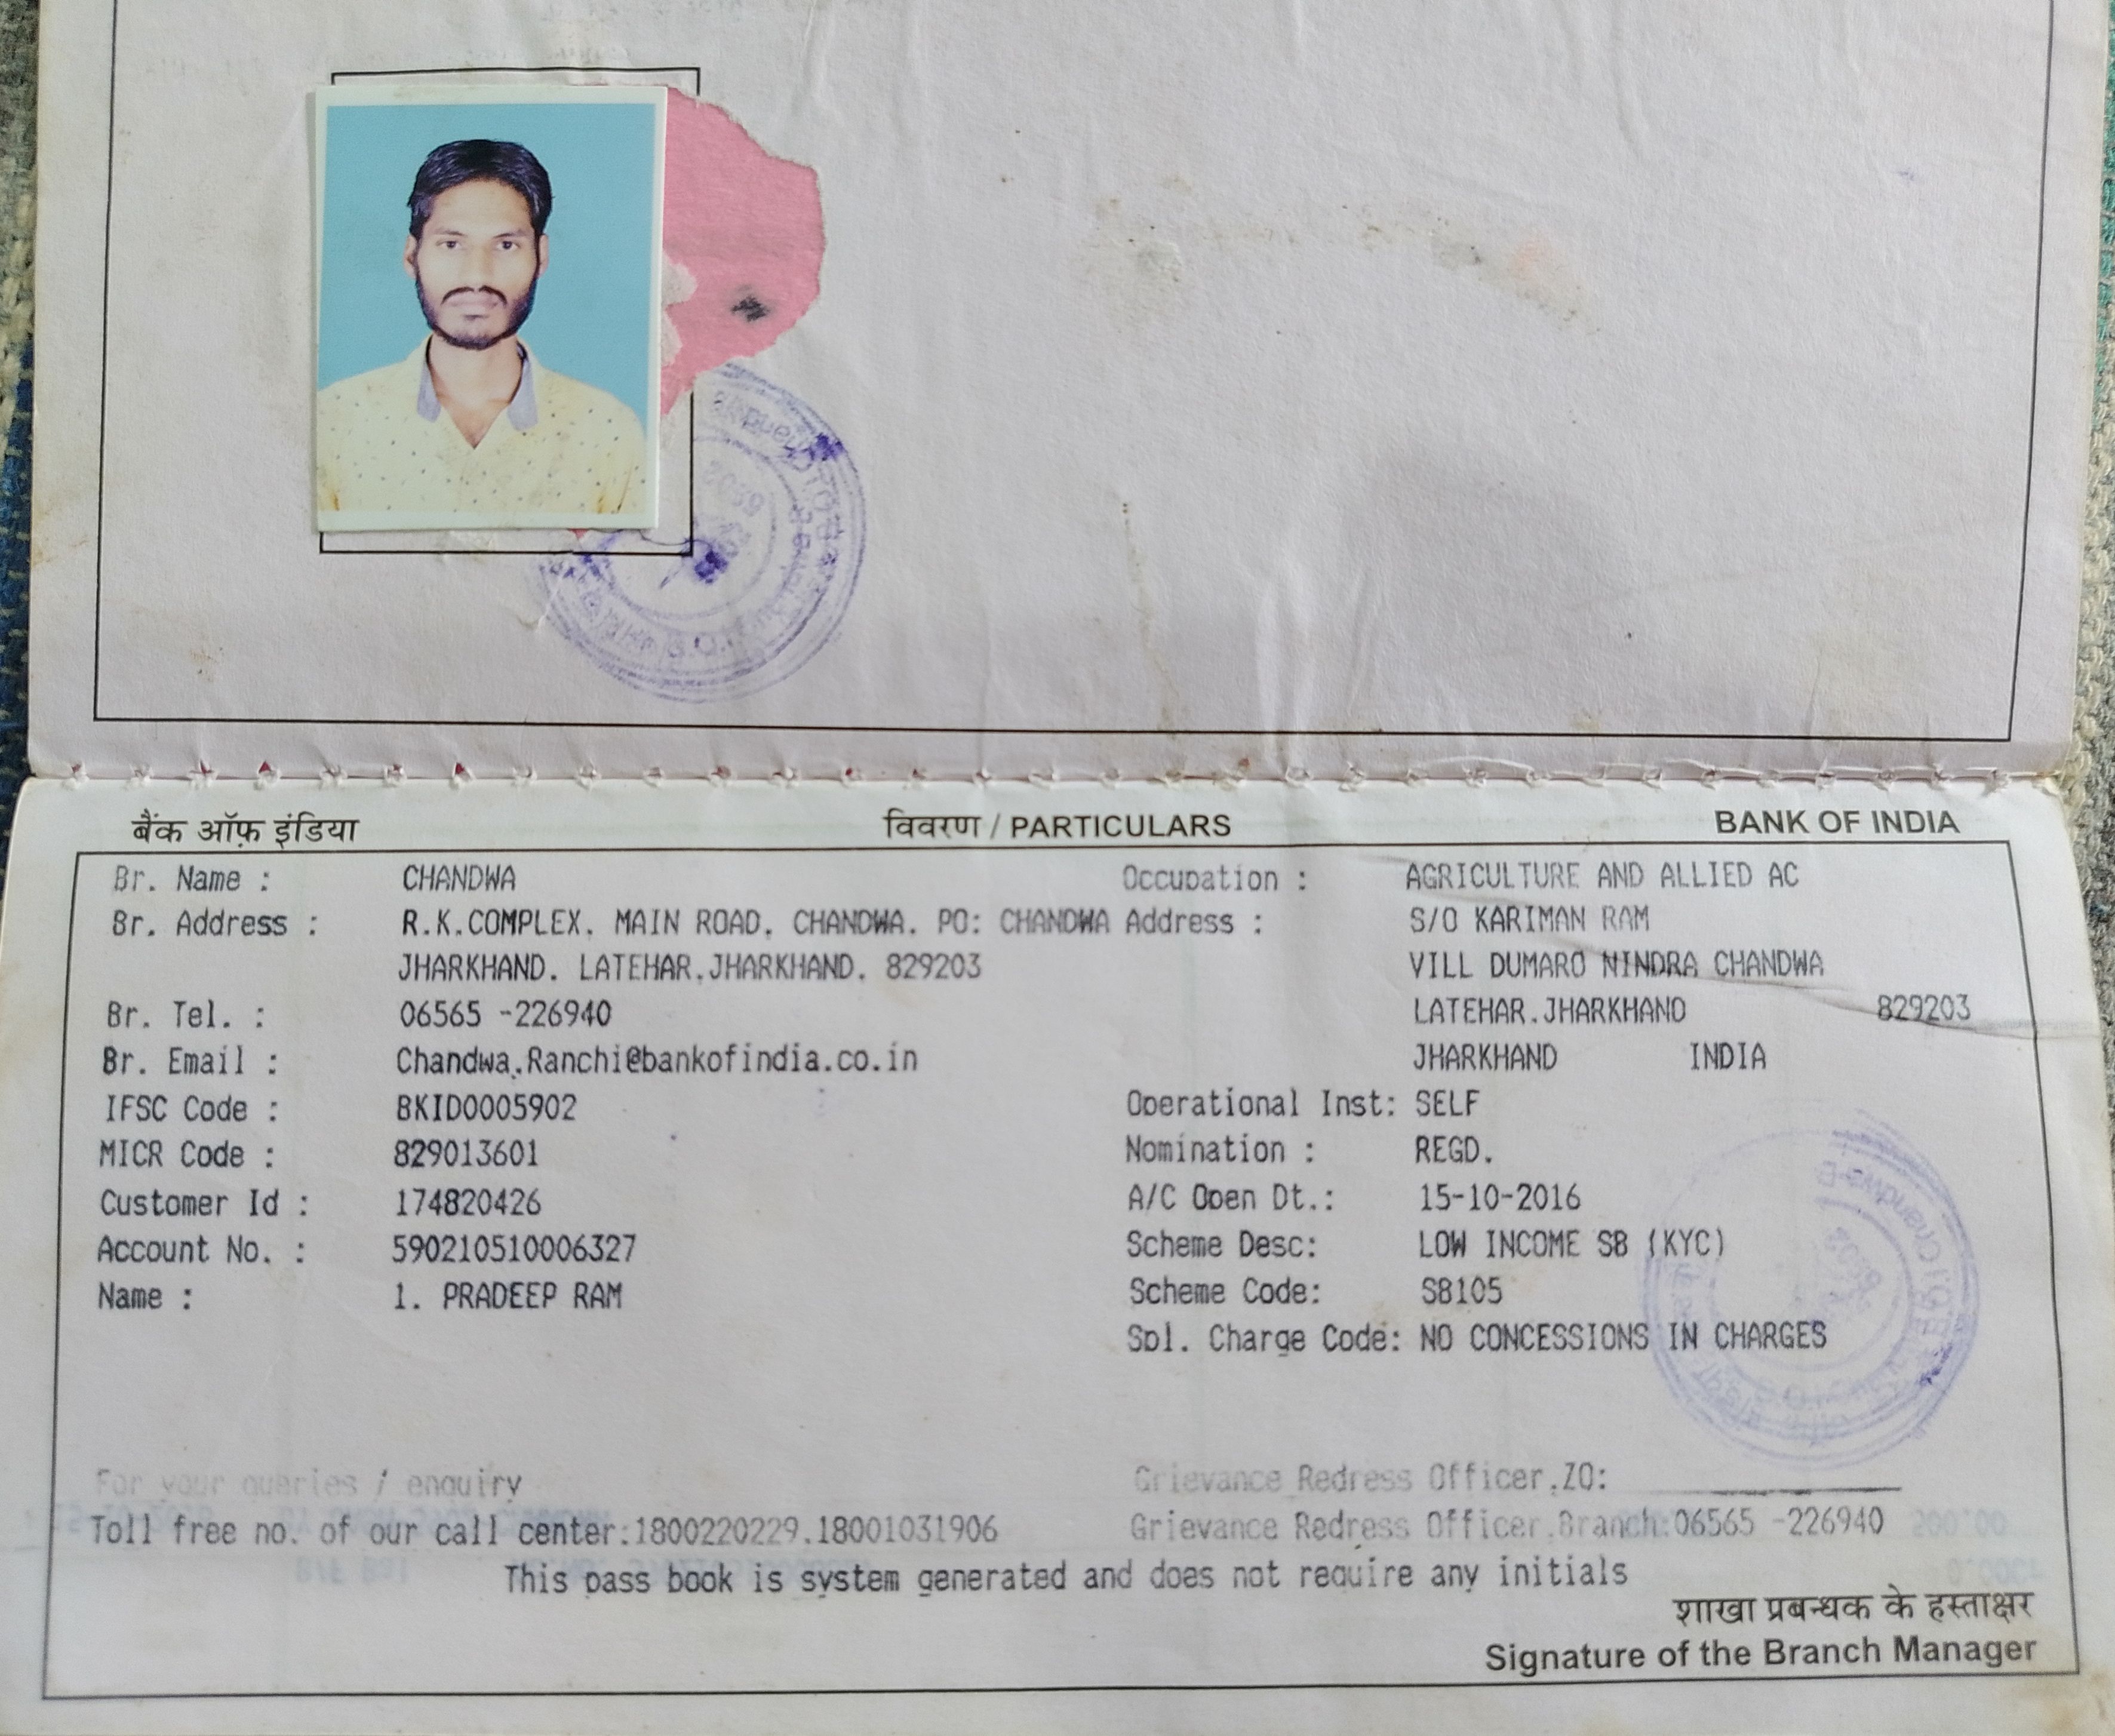 बैंक ऑफ़ इंडिया विवरण / PARTICULARS BANK OF INDIA
Br. Name : CHANDWA
Br. Address : R.K.COMPLEX, MAIN ROAD, CHANDWA, PO: CHANDWA
JHARKHAND, LATEHAR,JHARKHAND, 829203
Br. Tel. : 06565 -226940
Br. Email : Chandwa.Ranchi@bankofindia.co.in
IFSC Code : BKID0005902
MICR Code : 829013601
Customer Id : 174820426
Account No. : 590210510006327
Name : 1. PRADEEP RAM
Occupation : AGRICULTURE AND ALLIED AC
Address : S/O KARIMAN RAM
VILL DUMARO NINDRA CHANDWA
LATEHAR,JHARKHAND 829203
JHARKHAND INDIA
Operational Inst: SELF
Nomination : REGD.
A/C Open Dt.: 15-10-2016
Scheme Desc: LOW INCOME SB (KYC)
Scheme Code: SB105
Spl. Charge Code: NO CONCESSIONS IN CHARGES
For your queries / enquiry
Toll free no. of our call center:1800220229,18001031906
Grievance Redress Officer,ZO:
Grievance Redress Officer,Branch:06565 -226940
This pass book is system generated and does not require any initials
शाखा प्रबन्धक के हस्ताक्षर
Signature of the Branch Manager